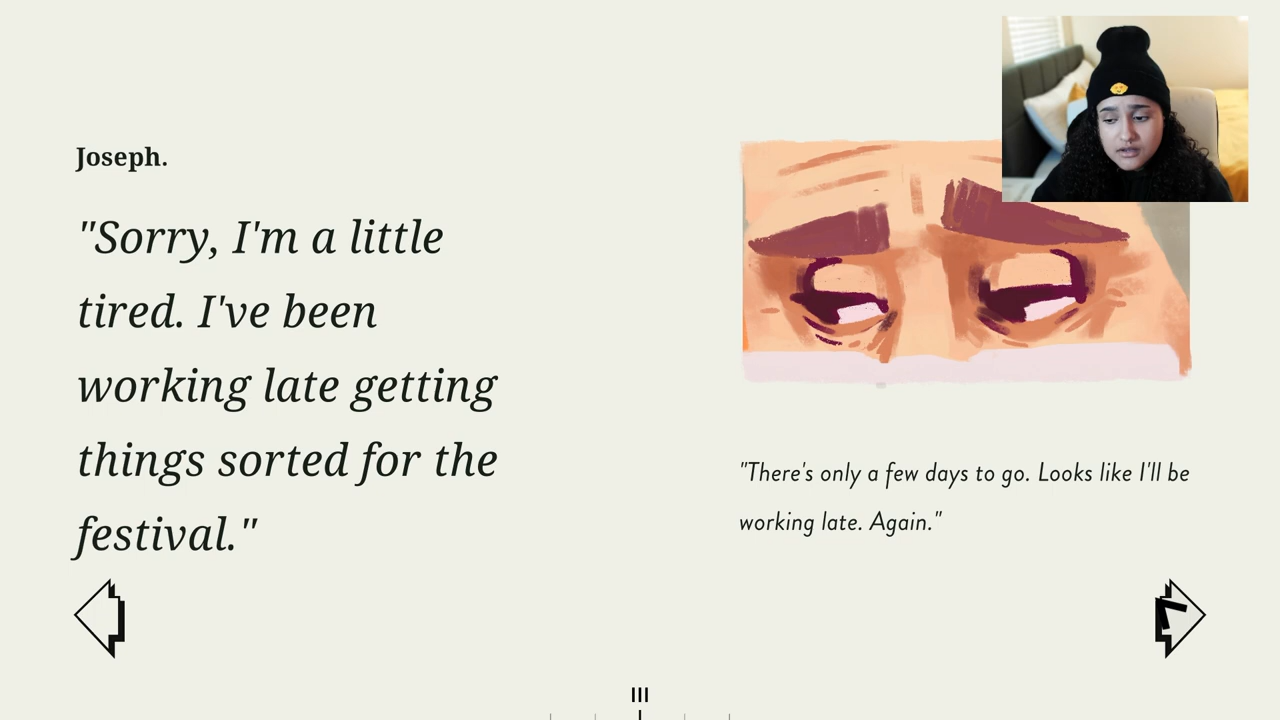 Joseph.
"Sorry, I'm a little
tired. I've been
working late getting
things sorted for the
festival."
"There's only a few days to go. Looks like I'll be
working late. Again."
III